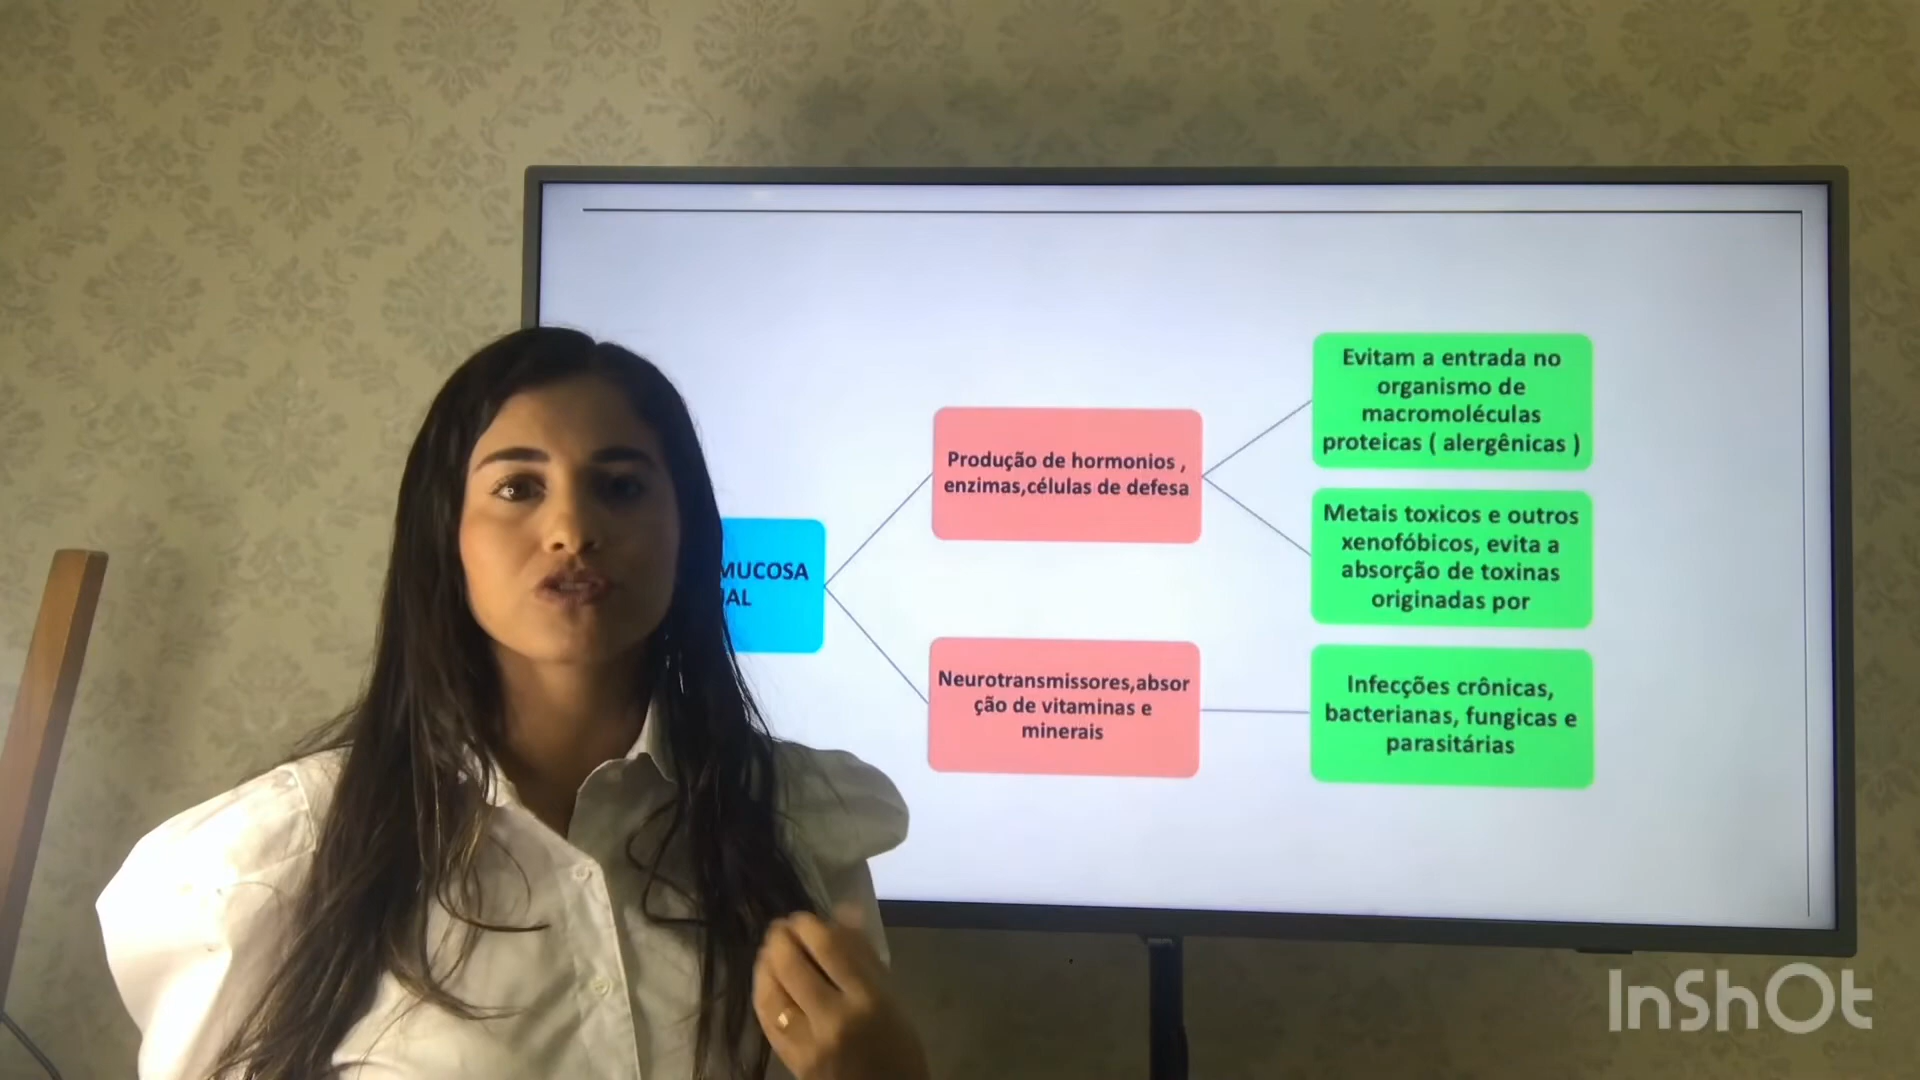 MUCOSA
Produção de hormonios ,
enzimas,células de defesa
Neurotransmissores,absor
ção de vitaminas e
minerais
Evitam a entrada no
organismo de
macromoléculas
proteicas ( alergênicas )
Metais toxicos e outros
xenofóbicos, evita a
absorção de toxinas
originadas por
Infecções crônicas,
bacterianas, fungicas e
parasitárias
InShOt